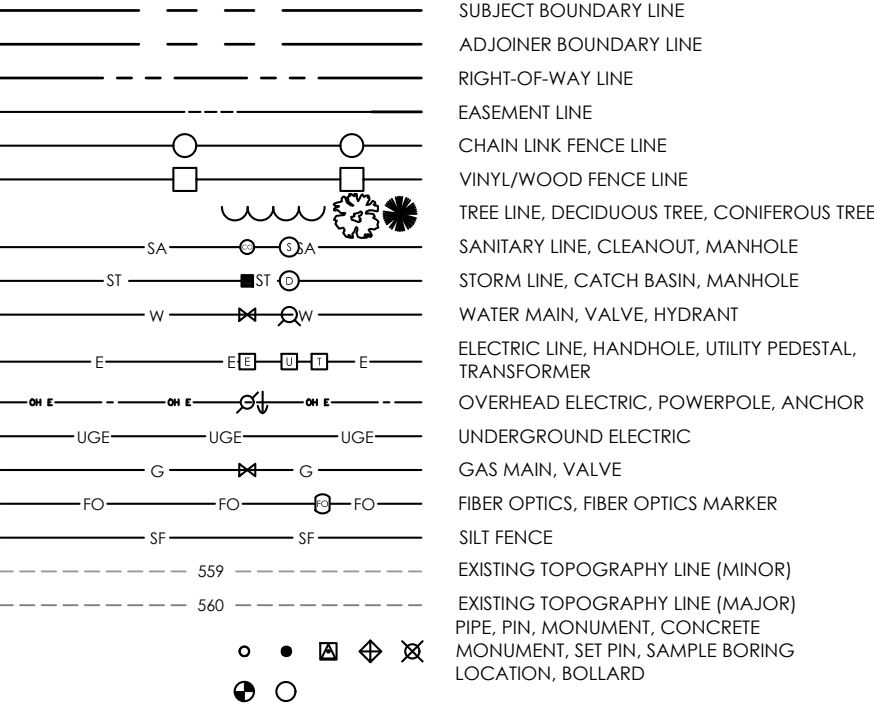 SUBJECT BOUNDARY LINE
ADJOINER BOUNDARY LINE
RIGHT-OF-WAY LINE
EASEMENT LINE
CHAIN LINK FENCE LINE
VINYL/WOOD FENCE LINE
TREE LINE, DECIDUOUS TREE, CONIFEROUS TREE
SA CO S SA SANITARY LINE, CLEANOUT, MANHOLE
ST ST D STORM LINE, CATCH BASIN, MANHOLE
W W WATER MAIN, VALVE, HYDRANT
E E E U T E ELECTRIC LINE, HANDHOLE, UTILITY PEDESTAL,
TRANSFORMER
OH E OH E OH E OVERHEAD ELECTRIC, POWERPOLE, ANCHOR
UGE UGE UGE UNDERGROUND ELECTRIC
G G GAS MAIN, VALVE
FO FO FO FO FIBER OPTICS, FIBER OPTICS MARKER
SF SF SILT FENCE
559 EXISTING TOPOGRAPHY LINE (MINOR)
560 EXISTING TOPOGRAPHY LINE (MAJOR)
PIPE, PIN, MONUMENT, CONCRETE
MONUMENT, SET PIN, SAMPLE BORING
LOCATION, BOLLARD